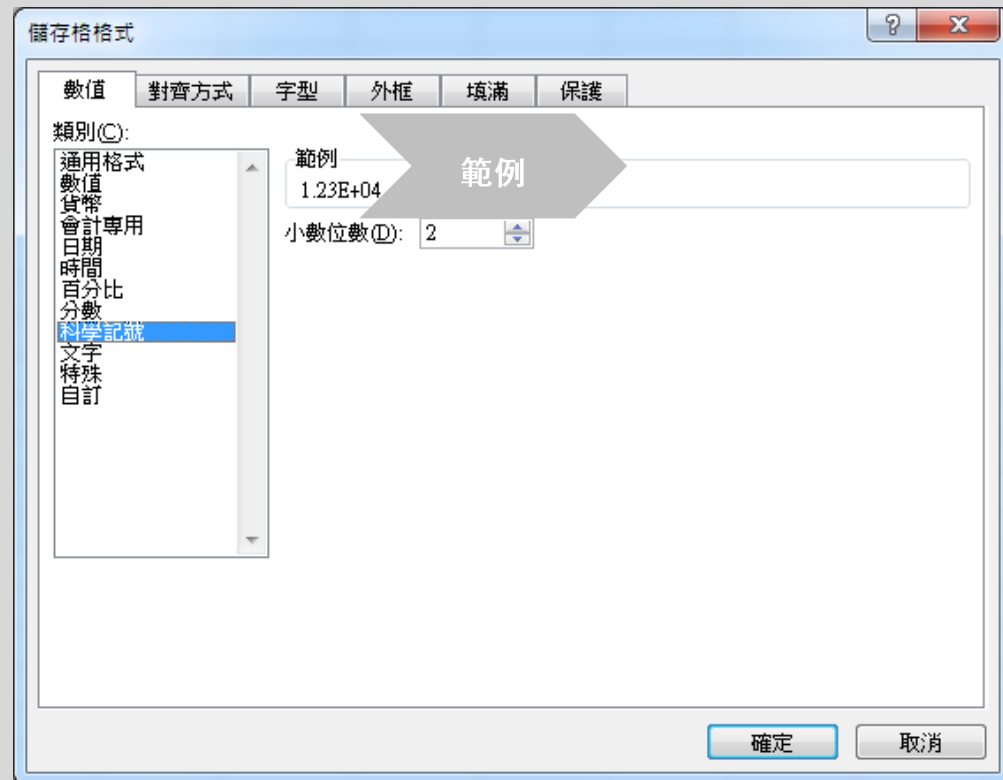 儲存格格式
數值 對齊方式 字型 外框 填滿 保護
類別(C):
通用格式
數值
貨幣
會計專用
日期
時間
百分比
分數
科學記號
文字
特殊
自訂
範例
1.23E+04
範例
小數位數(D): 2
確定 取消